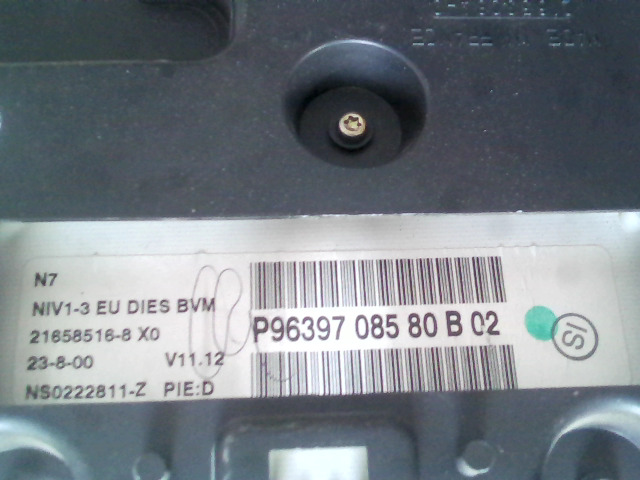 N7
NIV1-3 EU DIES BVM
21658516-8 X0
23-8-00 V11.12
NS0222811-Z PIE:D
P96397 085 80 B 02
IS